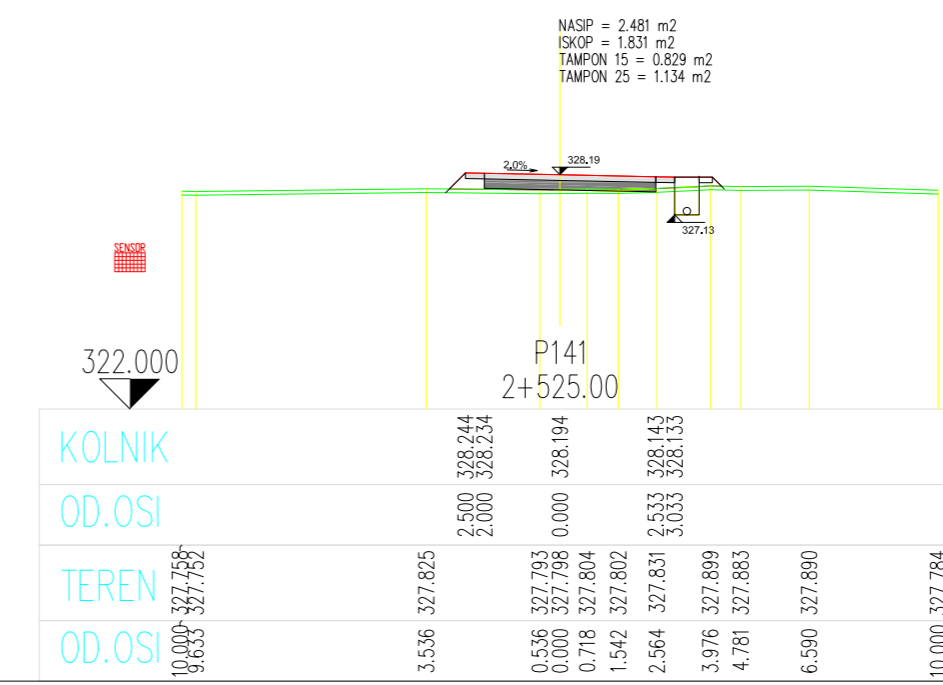 NASIP = 2.481 m2
ISKOP = 1.831 m2
TAMPON 15 = 0.829 m2
TAMPON 25 = 1.134 m2
2.0%
328.19
327.13
SENSOR
322.000
P141
2+525.00
KOLNIK 328.244 328.234 328.194 328.143 328.133
OD.OSI 2.500 2.000 0.000 2.533 3.033
TEREN 327.758 327.752 327.825 327.793 327.798 327.804 327.802 327.831 327.899 327.883 327.890 327.784
OD.OSI 10.000 9.633 3.536 0.536 0.000 0.718 1.542 2.564 3.976 4.781 6.590 10.000